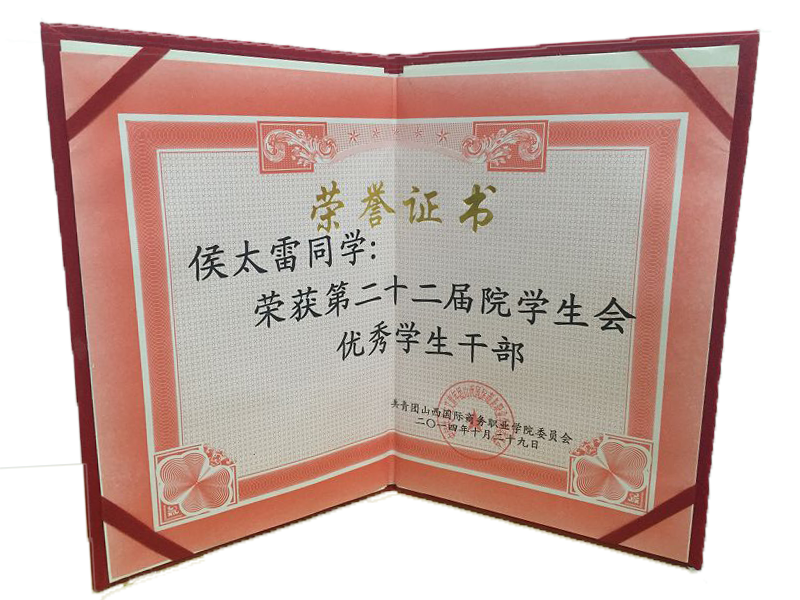 荣誉证书
侯太雷同学:
荣获第二十二届院学生会
优秀学生干部
共青团山西国际商务职业学院委员会
二〇一四年十月二十九日